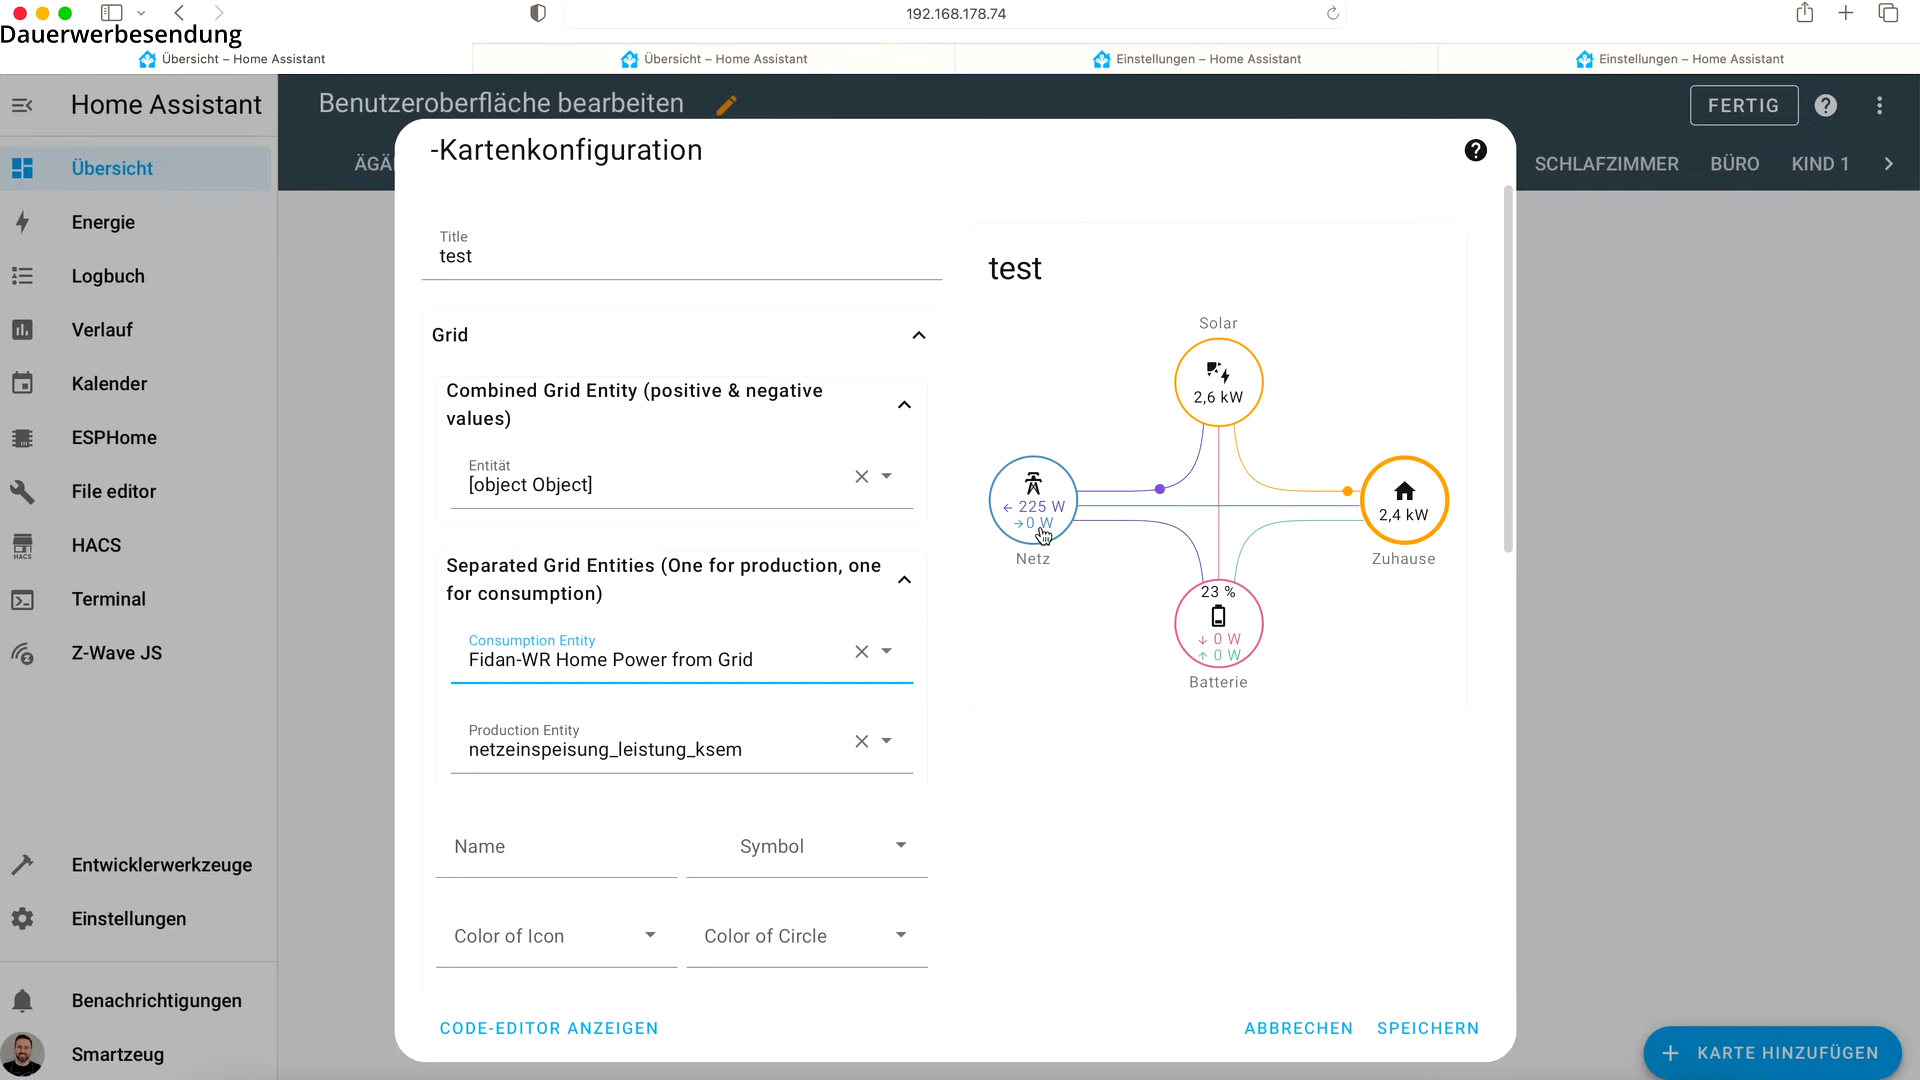 192.168.178.74
Dauerwerbesendung
Übersicht – Home Assistant
Übersicht – Home Assistant
Einstellungen – Home Assistant
Einstellungen – Home Assistant
Home Assistant
Benutzeroberfläche bearbeiten
FERTIG
ÄGÄ
SCHLAFZIMMER
BÜRO
KIND 1
Übersicht
Energie
Logbuch
Verlauf
Kalender
ESPHome
File editor
HACS
HACS
Terminal
Z-Wave JS
Entwicklerwerkzeuge
Einstellungen
Benachrichtigungen
Smartzeug
-Kartenkonfiguration
Title
test
Grid
Combined Grid Entity (positive & negative
values)
Entität
[object Object]
Separated Grid Entities (One for production, one
for consumption)
Consumption Entity
Fidan-WR Home Power from Grid
Production Entity
netzeinspeisung_leistung_ksem
Name
Symbol
Color of Icon
Color of Circle
test
Solar
2,6 kW
← 225 W
→0 W
Netz
2,4 kW
Zuhause
23 %
↓ 0 W
↑ 0 W
Batterie
CODE-EDITOR ANZEIGEN
ABBRECHEN
SPEICHERN
+ KARTE HINZUFÜGEN